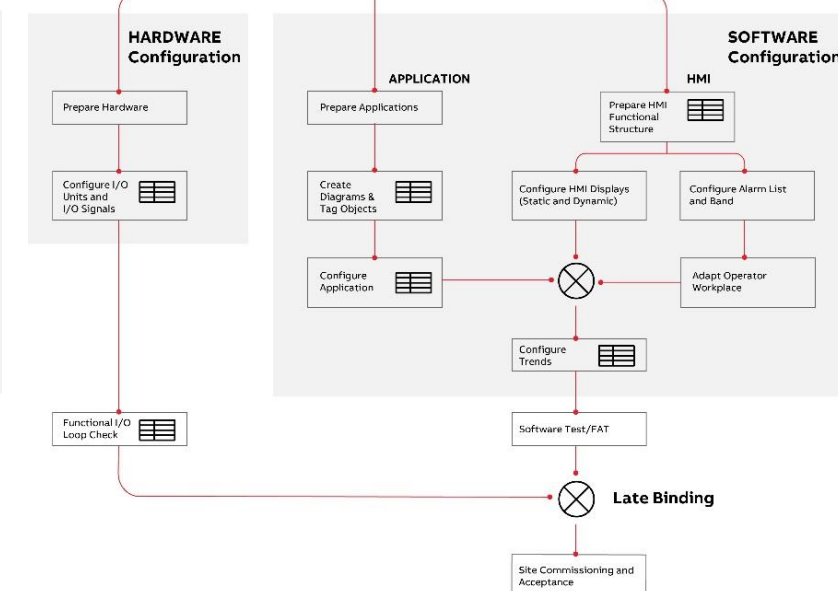 HARDWARE
Configuration
SOFTWARE
Configuration
APPLICATION
HMI
Prepare Hardware
Prepare Applications
Prepare HMI
Functional
Structure
Configure I/O
Units and
I/O Signals
Create
Diagrams &
Tag Objects
Configure HMI Displays
(Static and Dynamic)
Configure Alarm List
and Band
Configure
Application
Adapt Operator
Workplace
Configure
Trends
Functional I/O
Loop Check
Software Test/FAT
Late Binding
Site Commissioning and
Acceptance